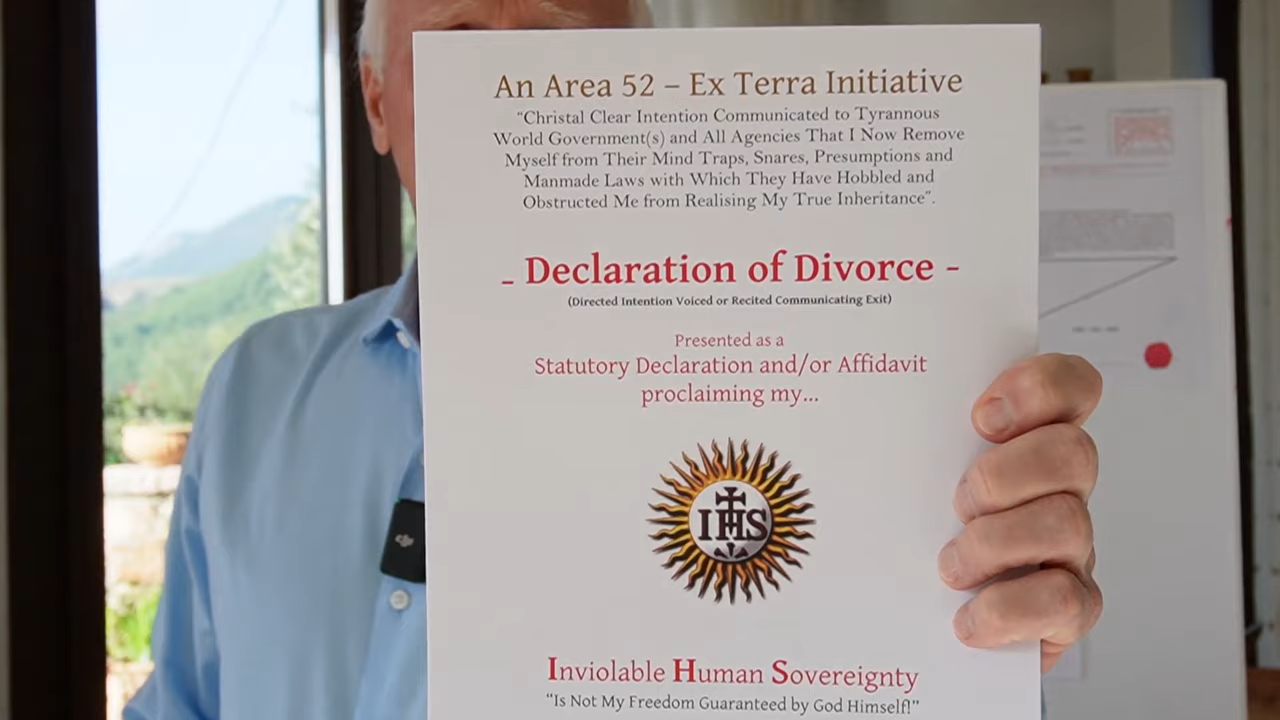 An Area 52 – Ex Terra Initiative
“Christal Clear Intention Communicated to Tyrannous
World Government(s) and All Agencies That I Now Remove
Myself from Their Mind Traps, Snares, Presumptions and
Manmade Laws with Which They Have Hobbled and
Obstructed Me from Realising My True Inheritance”.
– Declaration of Divorce -
(Directed Intention Voiced or Recited Communicating Exit)
Presented as a
Statutory Declaration and/or Affidavit
proclaiming my...
IHS
Inviolable Human Sovereignty
“Is Not My Freedom Guaranteed by God Himself!”